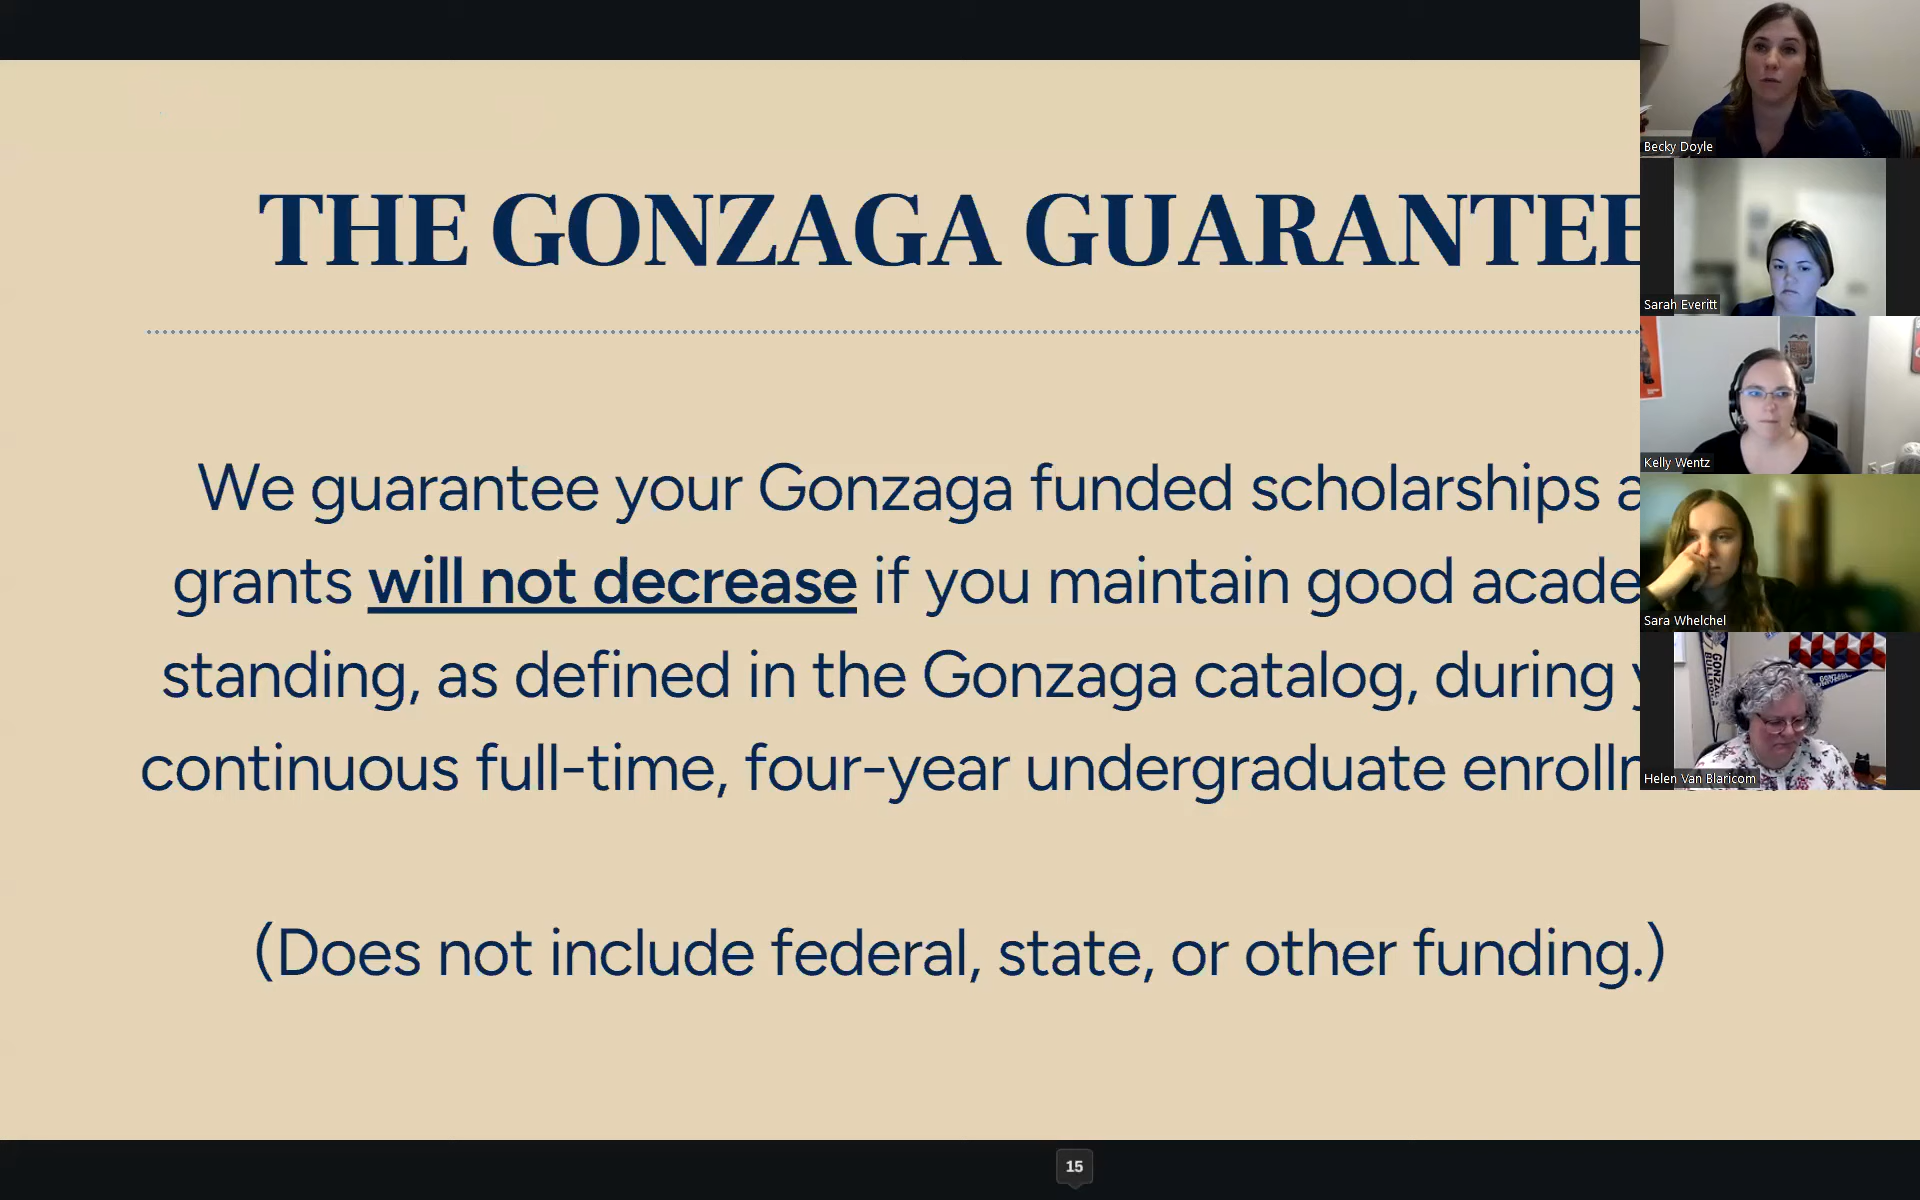 THE GONZAGA GUARANTEE
We guarantee your Gonzaga funded scholarships a
grants will not decrease if you maintain good acade
standing, as defined in the Gonzaga catalog, during y
continuous full-time, four-year undergraduate enrollm
(Does not include federal, state, or other funding.)
15
Becky Doyle
Sarah Everitt
Kelly Wentz
Sara Whelchel
Helen Van Blaricom